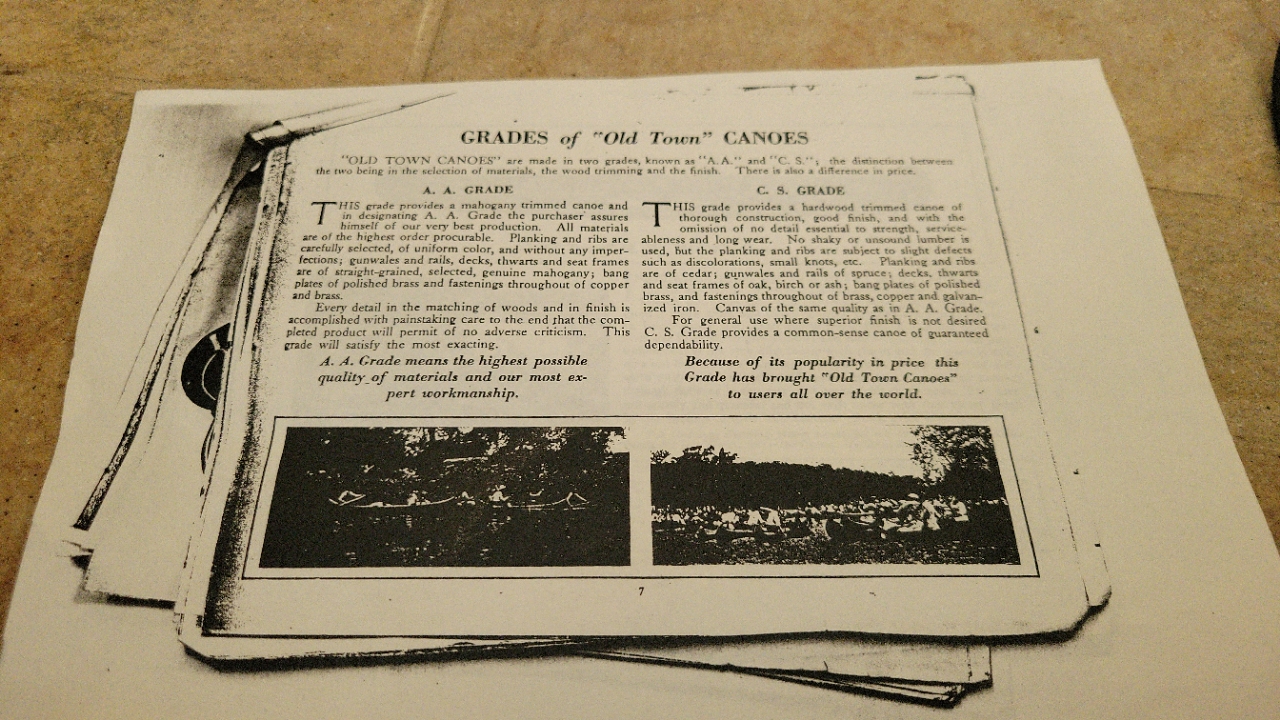 GRADES of "Old Town" CANOES
"OLD TOWN CANOES" are made in two grades, known as "A.A." and "C. S."; the distinction between
the two being in the selection of materials, the wood trimming and the finish. There is also a difference in price.
A. A. GRADE
THIS grade provides a mahogany trimmed canoe and
in designating A. A. Grade the purchaser assures
himself of our very best production. All materials
are of the highest order procurable. Planking and ribs are
carefully selected, of uniform color, and without any imper-
fections; gunwales and rails, decks, thwarts and seat frames
are of straight-grained, selected, genuine mahogany; bang
plates of polished brass and fastenings throughout of copper
and brass.
Every detail in the matching of woods and in finish is
accomplished with painstaking care to the end that the com-
pleted product will permit of no adverse criticism. This
grade will satisfy the most exacting.
A. A. Grade means the highest possible
quality of materials and our most ex-
pert workmanship.
C. S. GRADE
THIS grade provides a hardwood trimmed canoe of
thorough construction, good finish, and with the
omission of no detail essential to strength, service-
ableness and long wear. No shaky or unsound lumber is
used, but the planking and ribs are subject to slight defects
such as discolorations, small knots, etc. Planking and ribs
are of cedar; gunwales and rails of spruce; decks, thwarts
and seat frames of oak, birch or ash; bang plates of polished
brass, and fastenings throughout of brass, copper and galvan-
ized iron. Canvas of the same quality as in A. A. Grade.
For general use where superior finish is not desired
C. S. Grade provides a common-sense canoe of guaranteed
dependability.
Because of its popularity in price this
Grade has brought "Old Town Canoes"
to users all over the world.
7